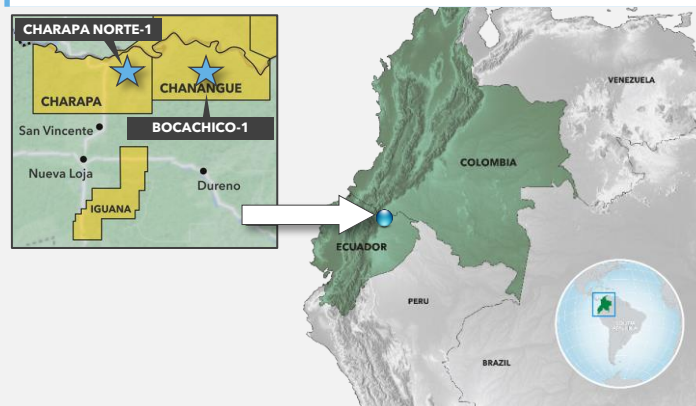 CHARAPA NORTE-1
CHARAPA
CHANANGUE
BOCACHICO-1
San Vincente
Nueva Loja
Dureno
IGUANA
VENEZUELA
COLOMBIA
ECUADOR
PERU
BRAZIL